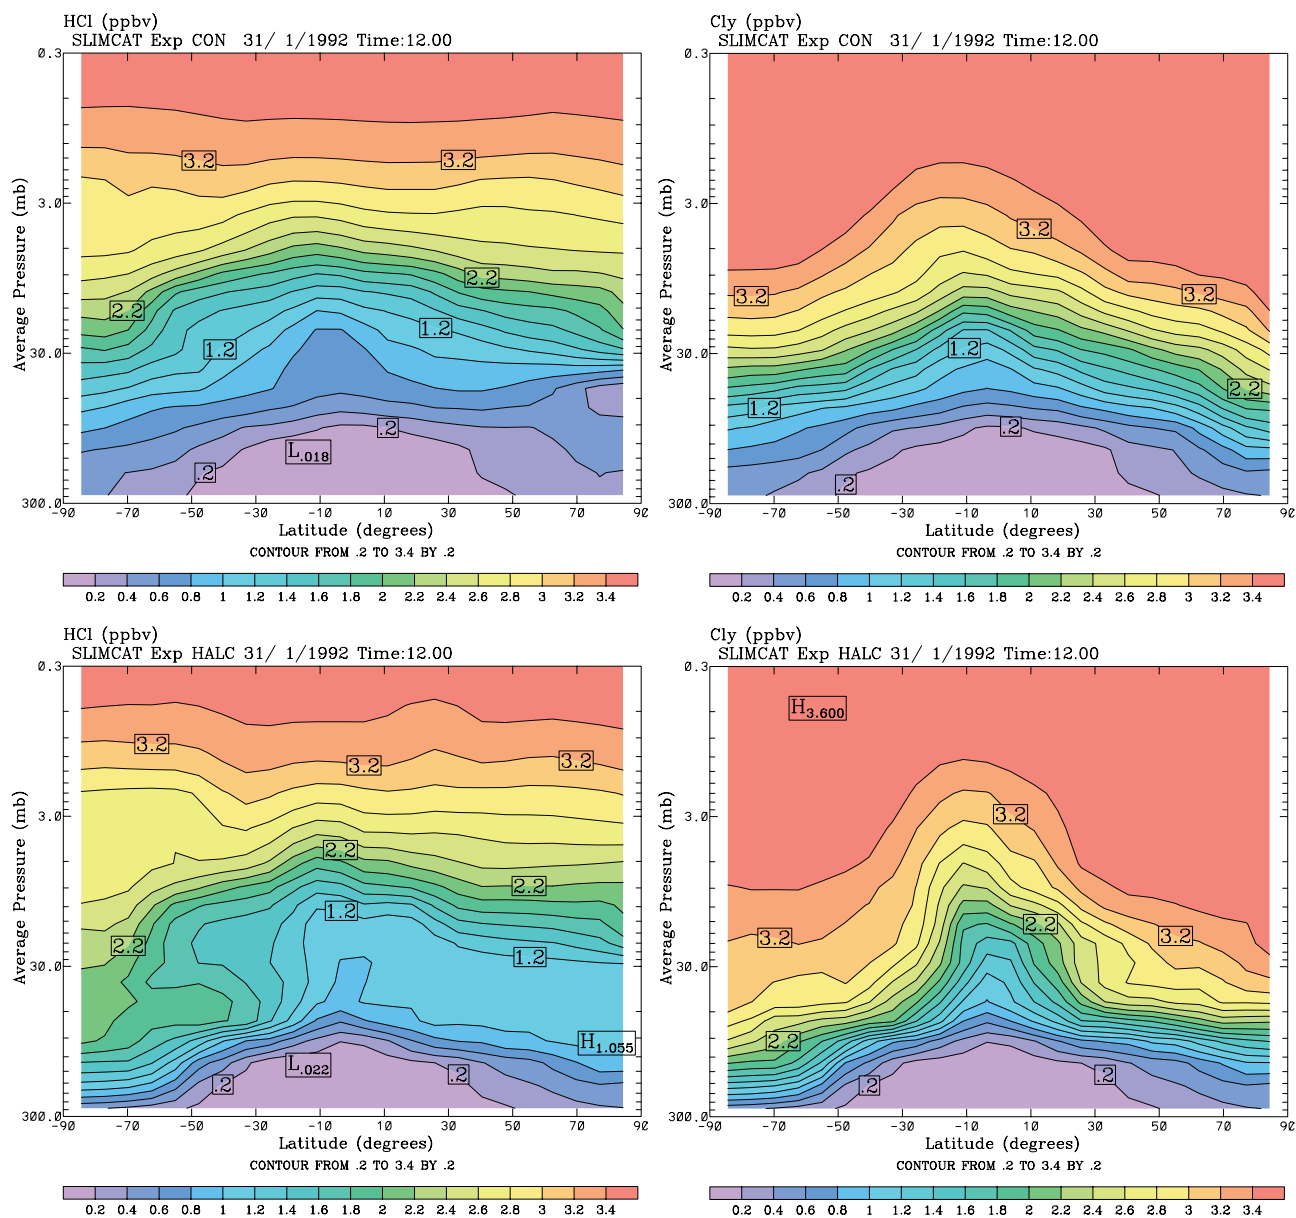 HCl (ppbv)
SLIMCAT Exp CON 31/ 1/1992 Time:12.00
0.3
3.0
30.0
300.0
Average Pressure (mb)
3.2
3.2
2.2
2.2
1.2
1.2
.2
.2
L.018
-90 -70 -50 -30 -10 10 30 50 70 90
Latitude (degrees)
CONTOUR FROM .2 TO 3.4 BY .2
0.2 0.4 0.6 0.8 1 1.2 1.4 1.6 1.8 2 2.2 2.4 2.6 2.8 3 3.2 3.4
Cly (ppbv)
SLIMCAT Exp CON 31/ 1/1992 Time:12.00
0.3
3.0
30.0
300.0
Average Pressure (mb)
3.2
3.2
3.2
1.2
2.2
1.2
.2
.2
-90 -70 -50 -30 -10 10 30 50 70 90
Latitude (degrees)
CONTOUR FROM .2 TO 3.4 BY .2
0.2 0.4 0.6 0.8 1 1.2 1.4 1.6 1.8 2 2.2 2.4 2.6 2.8 3 3.2 3.4
HCl (ppbv)
SLIMCAT Exp HALC 31/ 1/1992 Time:12.00
0.3
3.0
30.0
300.0
Average Pressure (mb)
3.2
3.2
3.2
2.2
2.2
1.2
2.2
1.2
H1.055
L.022
.2
.2
-90 -70 -50 -30 -10 10 30 50 70 90
Latitude (degrees)
CONTOUR FROM .2 TO 3.4 BY .2
0.2 0.4 0.6 0.8 1 1.2 1.4 1.6 1.8 2 2.2 2.4 2.6 2.8 3 3.2 3.4
Cly (ppbv)
SLIMCAT Exp HALC 31/ 1/1992 Time:12.00
0.3
3.0
30.0
300.0
Average Pressure (mb)
H3.600
3.2
2.2
3.2
3.2
2.2
.2
.2
-90 -70 -50 -30 -10 10 30 50 70 90
Latitude (degrees)
CONTOUR FROM .2 TO 3.4 BY .2
0.2 0.4 0.6 0.8 1 1.2 1.4 1.6 1.8 2 2.2 2.4 2.6 2.8 3 3.2 3.4